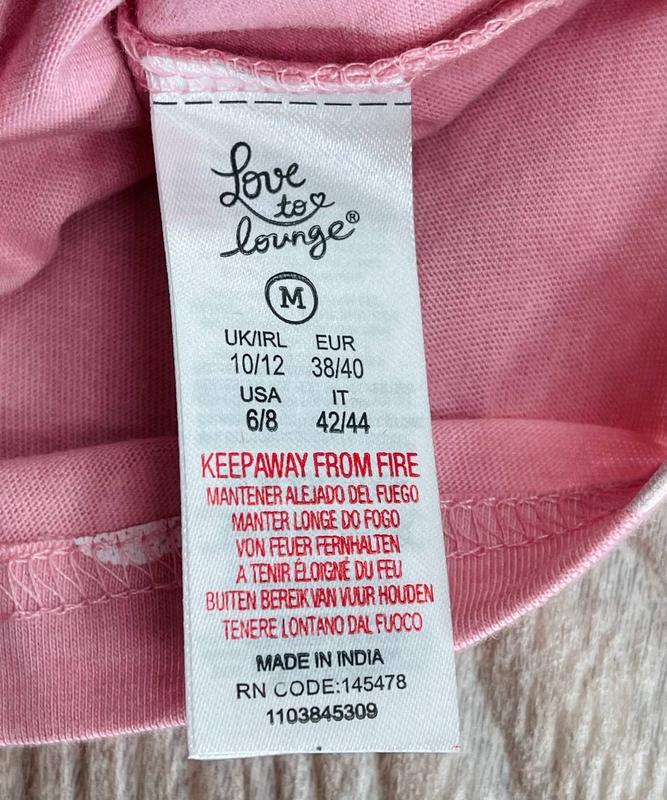 Love
to
lounge®
M
UK/IRL EUR
10/12 38/40
USA IT
6/8 42/44
KEEP AWAY FROM FIRE
MANTENER ALEJADO DEL FUEGO
MANTER LONGE DO FOGO
VON FEUER FERNHALTEN
A TENIR ÉLOIGNÉ DU FEU
BUITEN BEREIK VAN VUUR HOUDEN
TENERE LONTANO DAL FUOCO
MADE IN INDIA
RN CODE:145478
1103845309